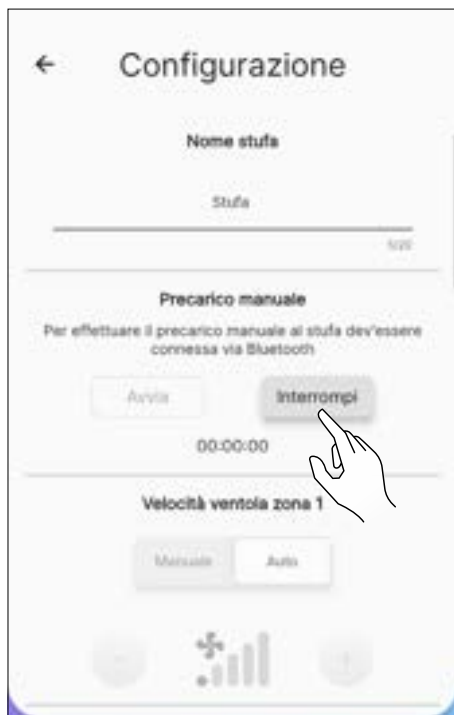 Configurazione
Nome stufa
Stufa
5/20
Precarico manuale
Per effettuare il precarico manuale al stufa dev'essere
connessa via Bluetooth
Avvia Interrompi
00:00:00
Velocità ventola zona 1
Manuale Auto
- +